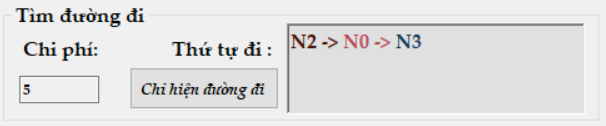 Tìm đường đi
Chi phí: Thứ tự đi :
N2 -> N0 -> N3
5 Chỉ hiện đường đi